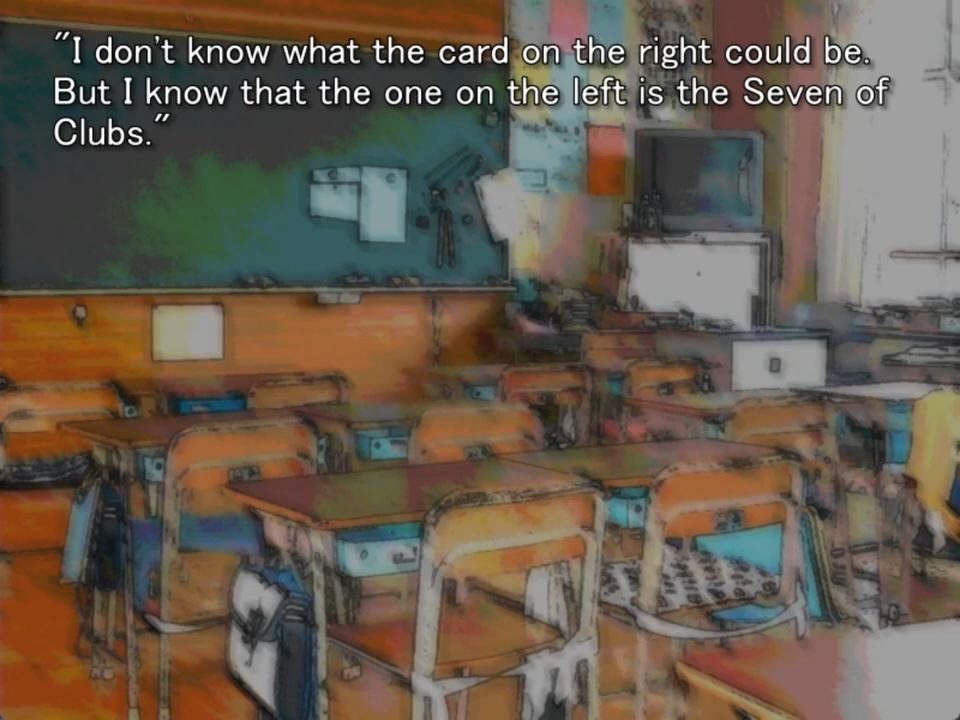 "I don't know what the card on the right could be.
But I know that the one on the left is the Seven of
Clubs."